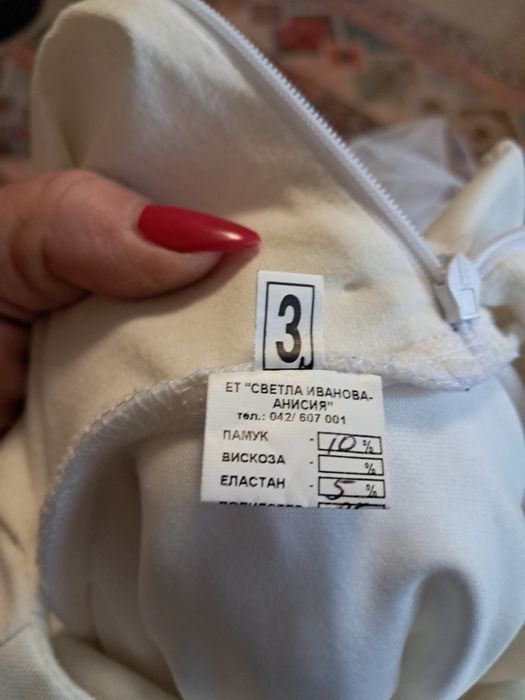 3
ЕТ "СВЕТЛА ИВАНОВА-
АНИСИЯ"
тел.: 042/ 607 001
ПАМУК - 10 %
ВИСКОЗА - %
ЕЛАСТАН - 5 %